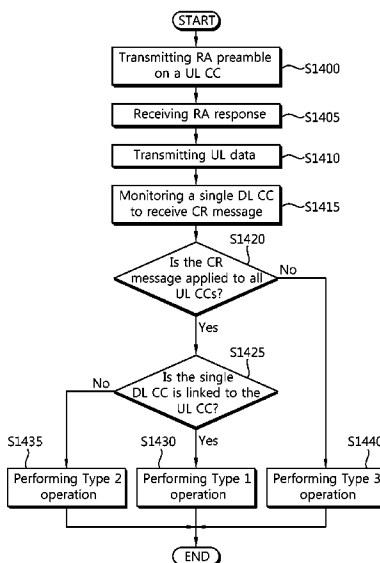 START
Transmitting RA preamble
on a UL CC
S1400
Receiving RA response
S1405
Transmitting UL data
S1410
Monitoring a single DL CC
to receive CR message
S1415
S1420
Is the CR
message applied to all
UL CCs?
No
Yes
S1425
Is the single
DL CC is linked to the
UL CC?
No
Yes
S1435
S1430
S1440
Performing Type 2
operation
Performing Type 1
operation
Performing Type 3
operation
END